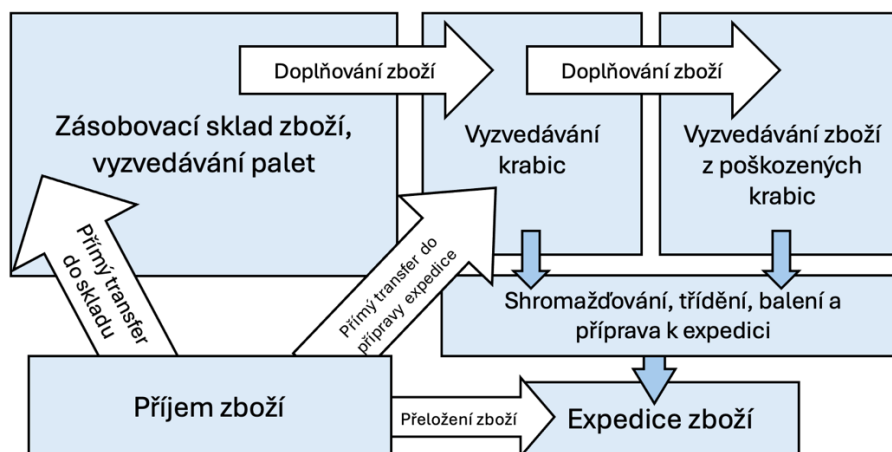 Doplňování zboží
Doplňování zboží
Zásobovací sklad zboží,
vyzvedávání palet
Vyzvedávání
krabic
Vyzvedávání zboží
z poškozených
krabic
Přímý transfer
do skladu
Přímý transfer do
přípravy expedice
Shromažďování, třídění, balení a
příprava k expedici
Příjem zboží
Přeložení zboží
Expedice zboží